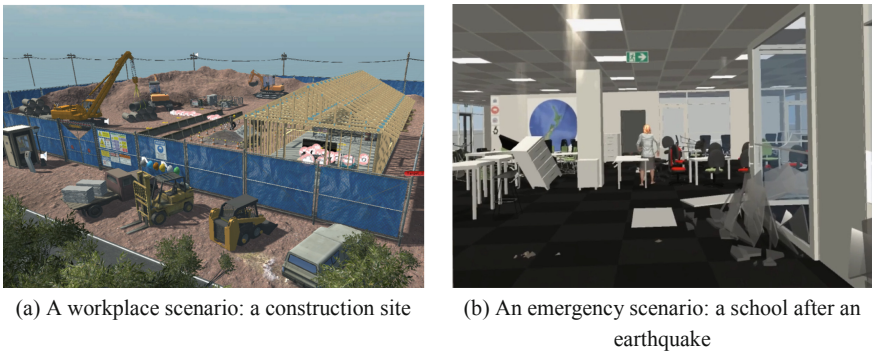 (a) A workplace scenario: a construction site
(b) An emergency scenario: a school after an
earthquake